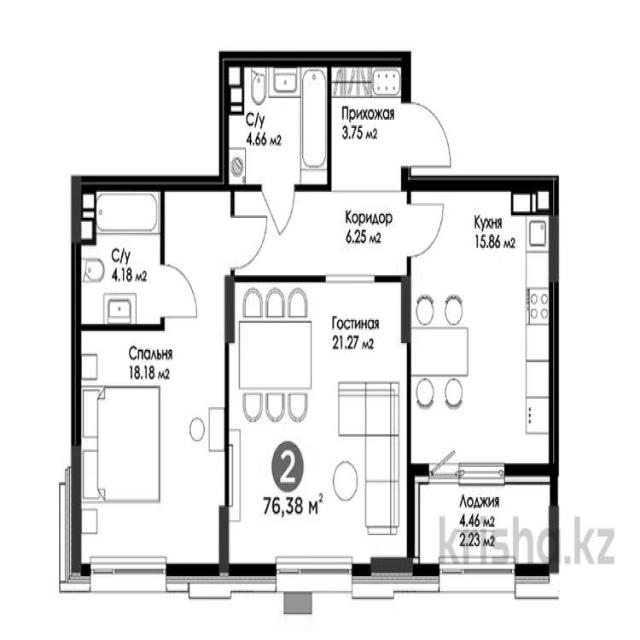 С/у
4.66 м2
Прихожая
3.75 м2
С/у
4.18 м2
Коридор
6.25 м2
Кухня
15.86 м2
Спальня
18.18 м2
Гостиная
21.27 м2
2
76,38 м²
Лоджия
4.46 м2
2.23 м2
krisha.kz